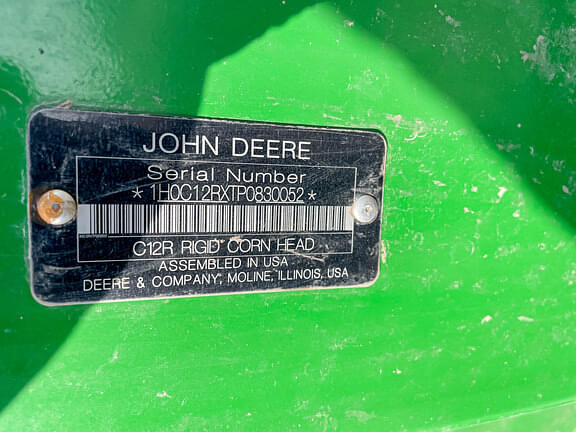 JOHN DEERE
Serial Number
*1H0C12RXTP0830052*
C12R RIGID CORN HEAD
ASSEMBLED IN USA
DEERE & COMPANY, MOLINE, ILLINOIS, USA